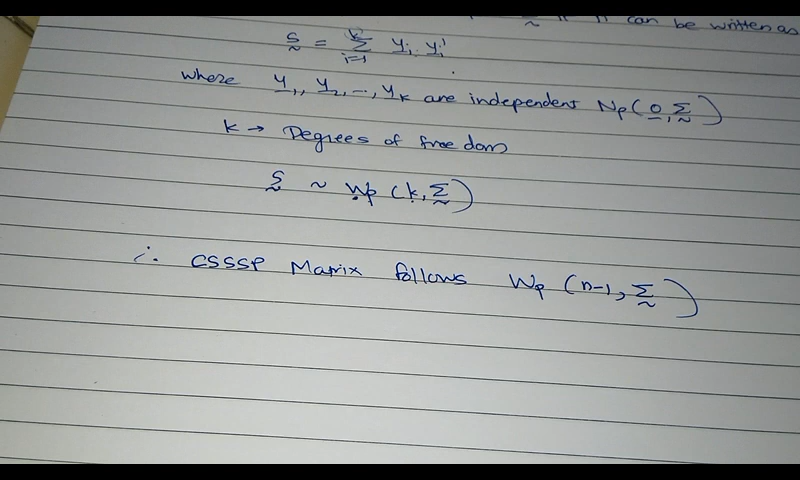 can be written as
S = Σ_{i=1}^{k} y_i y_i'
where y_1, y_2, ..., y_k are independent N_p(0, Σ)
k → Degrees of freedom
S ~ W_p (k, Σ)
∴ CSSSP Matrix follows W_p (n-1, Σ)